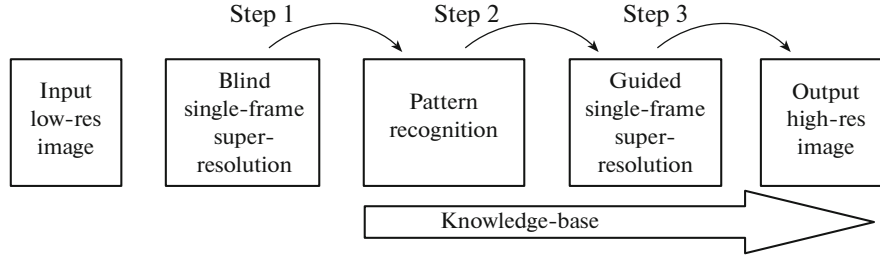 Step 1
Step 2
Step 3
Input
low-res
image
Blind
single-frame
super-
resolution
Pattern
recognition
Guided
single-frame
super-
resolution
Output
high-res
image
Knowledge-base